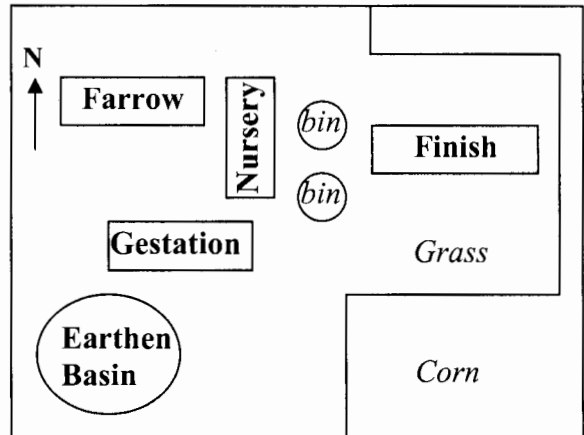 N
Farrow
Nursery
bin
Finish
bin
Gestation
Grass
Earthen
Basin
Corn